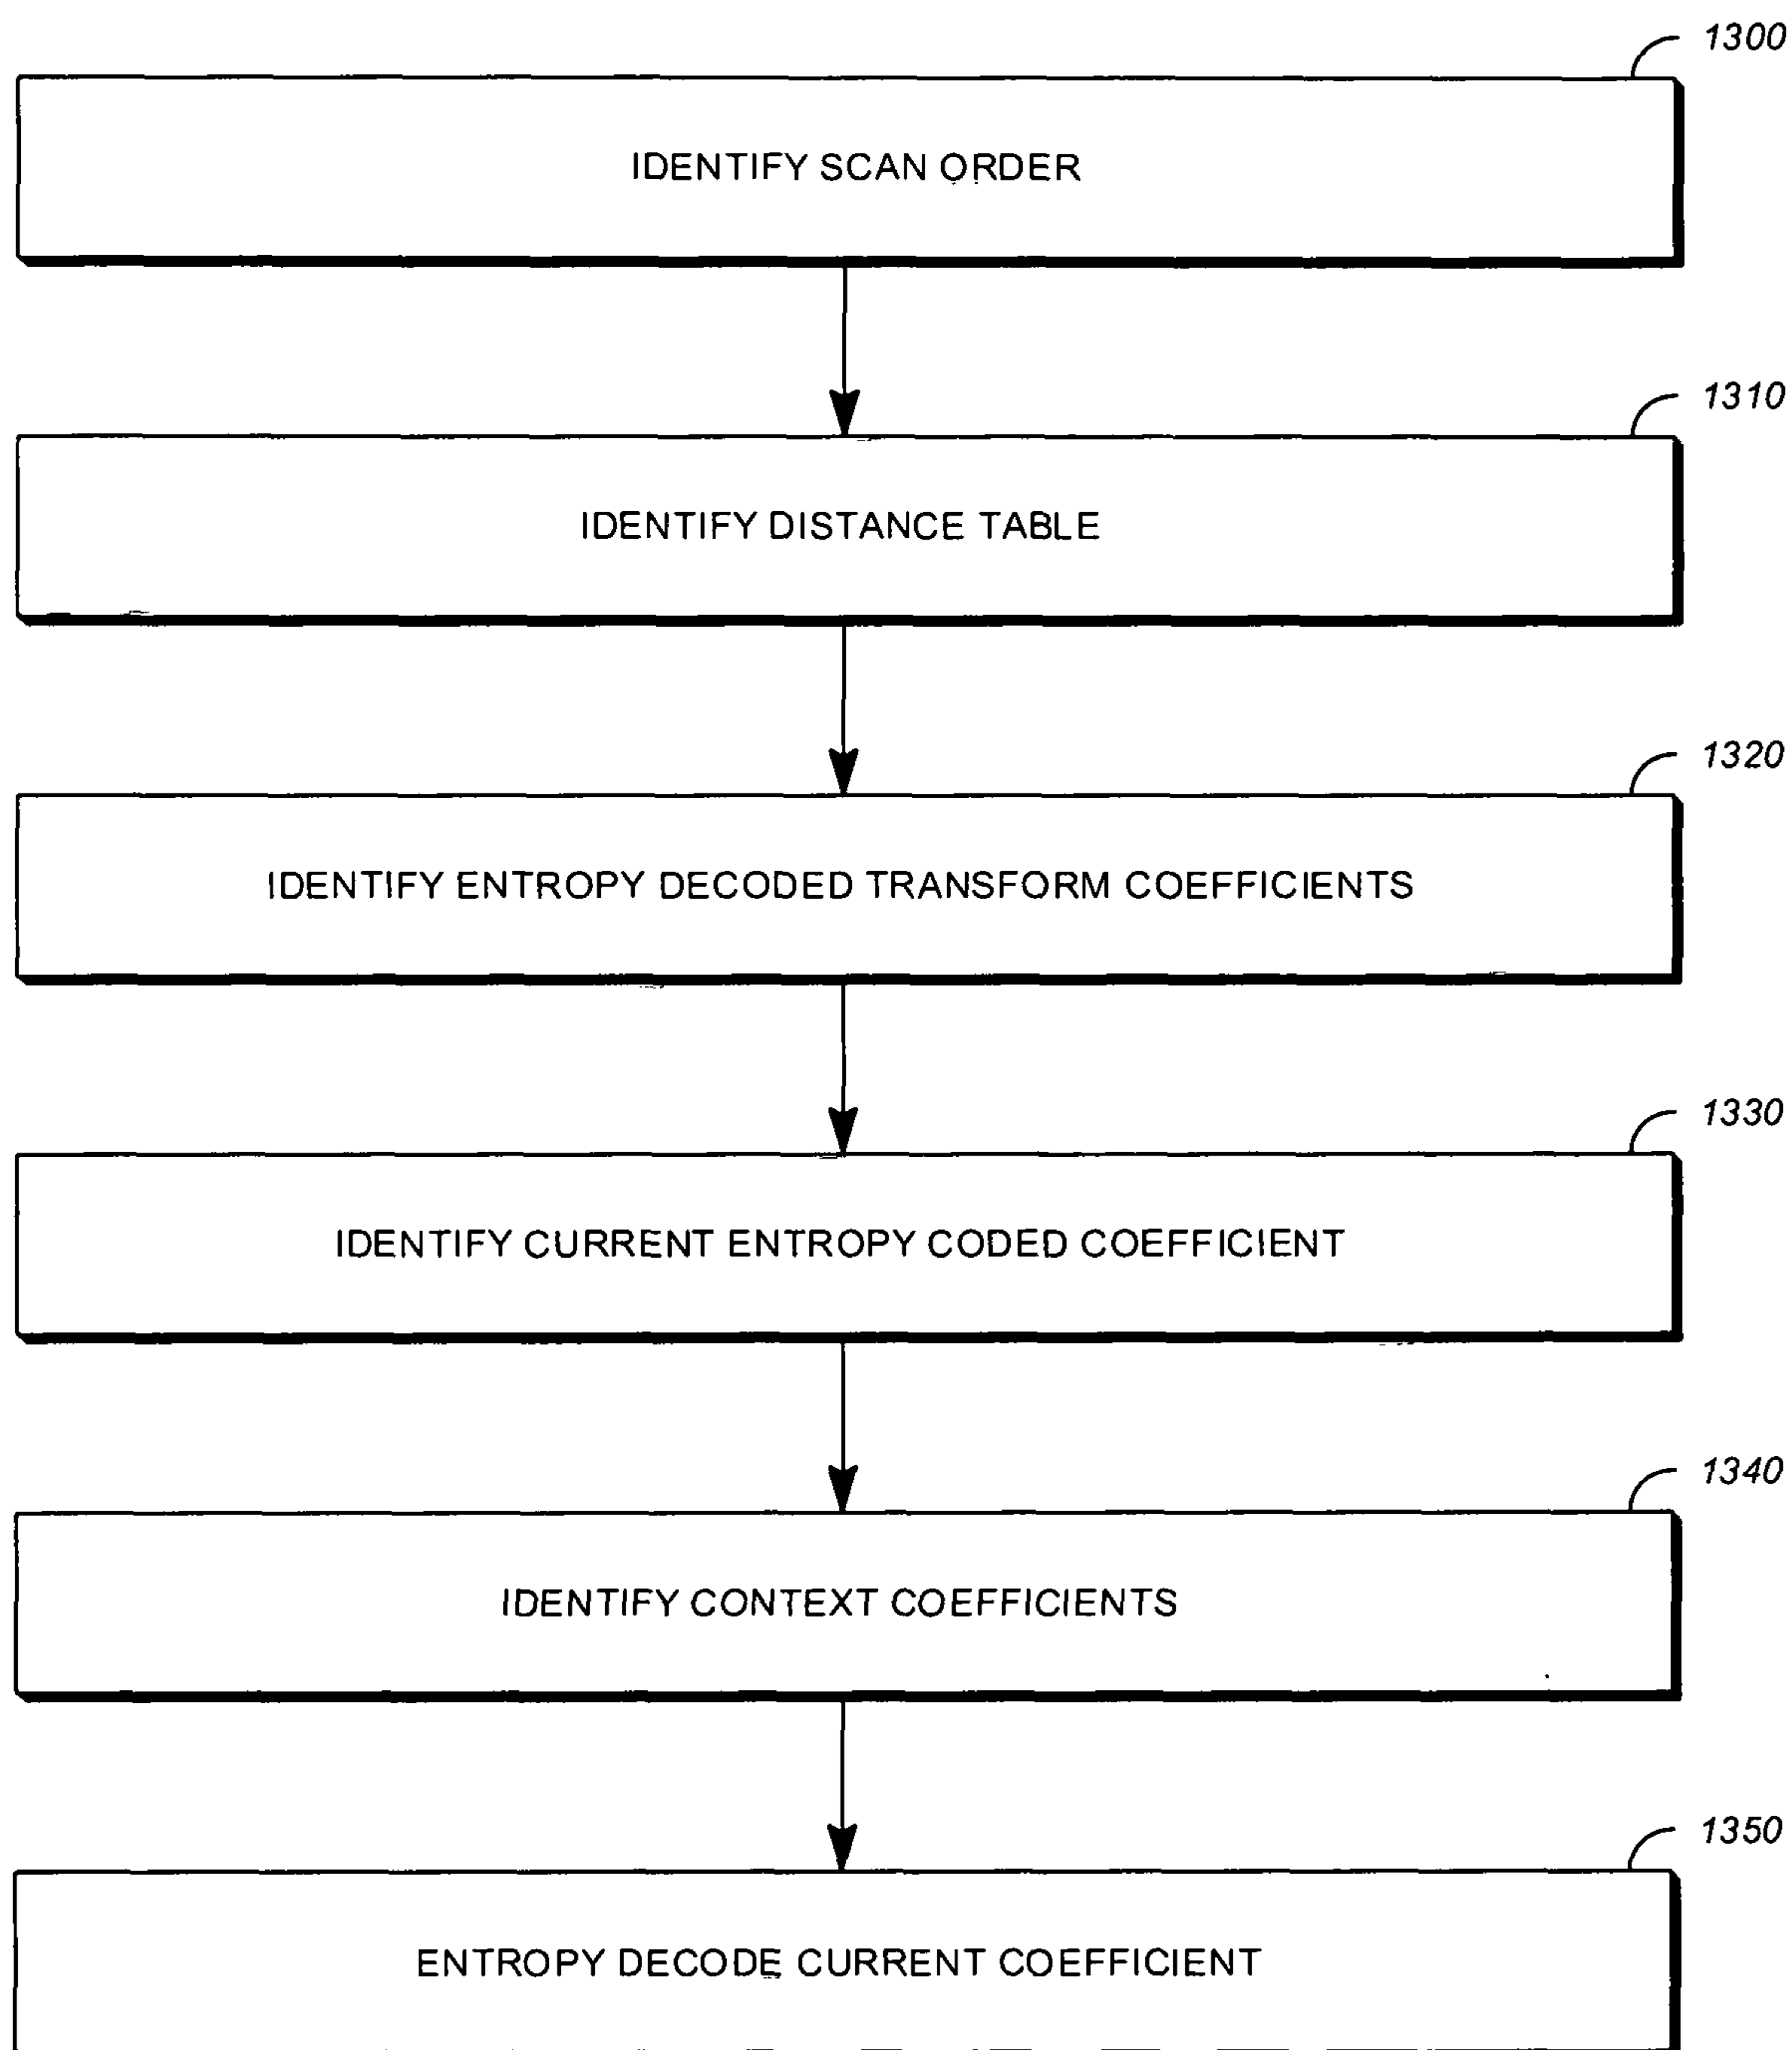 1300
IDENTIFY SCAN ORDER
1310
IDENTIFY DISTANCE TABLE
1320
IDENTIFY ENTROPY DECODED TRANSFORM COEFFICIENTS
1330
IDENTIFY CURRENT ENTROPY CODED COEFFICIENT
1340
IDENTIFY CONTEXT COEFFICIENTS
1350
ENTROPY DECODE CURRENT COEFFICIENT